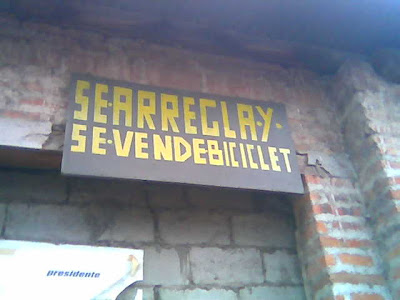 SE·ARREGLA·Y·
SE·VENDEBICICLET
presidente